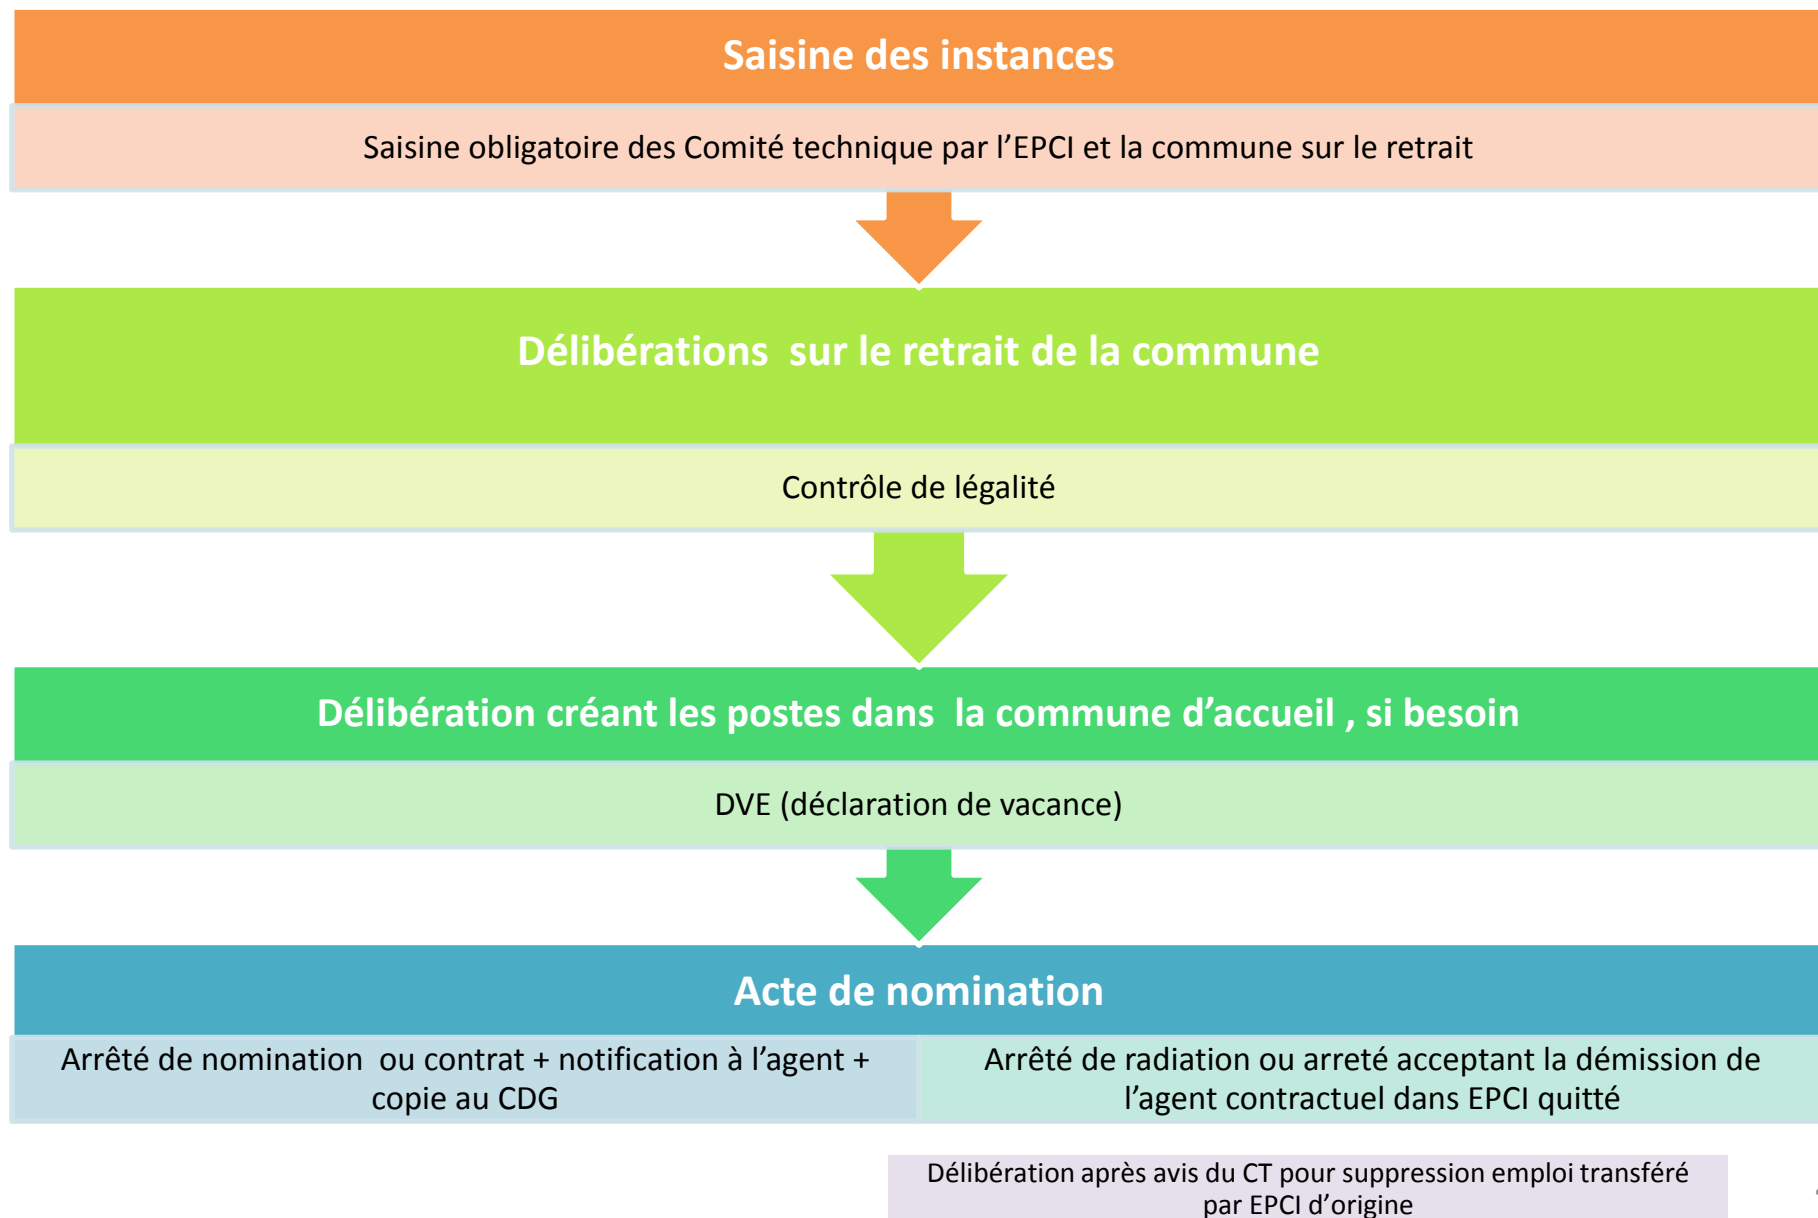 Saisine des instances
Saisine obligatoire des Comité technique par l’EPCI et la commune sur le retrait
Délibérations  sur le retrait de la commune
Contrôle de légalité
Délibération créant les postes dans  la commune d’accueil , si besoin
DVE (déclaration de vacance)
Acte de nomination
Arrêté de nomination  ou contrat + notification à l’agent +
copie au CDG
Arrêté de radiation ou arreté acceptant la démission de
l’agent contractuel dans EPCI quitté
Délibération après avis du CT pour suppression emploi transféré
par EPCI d’origine